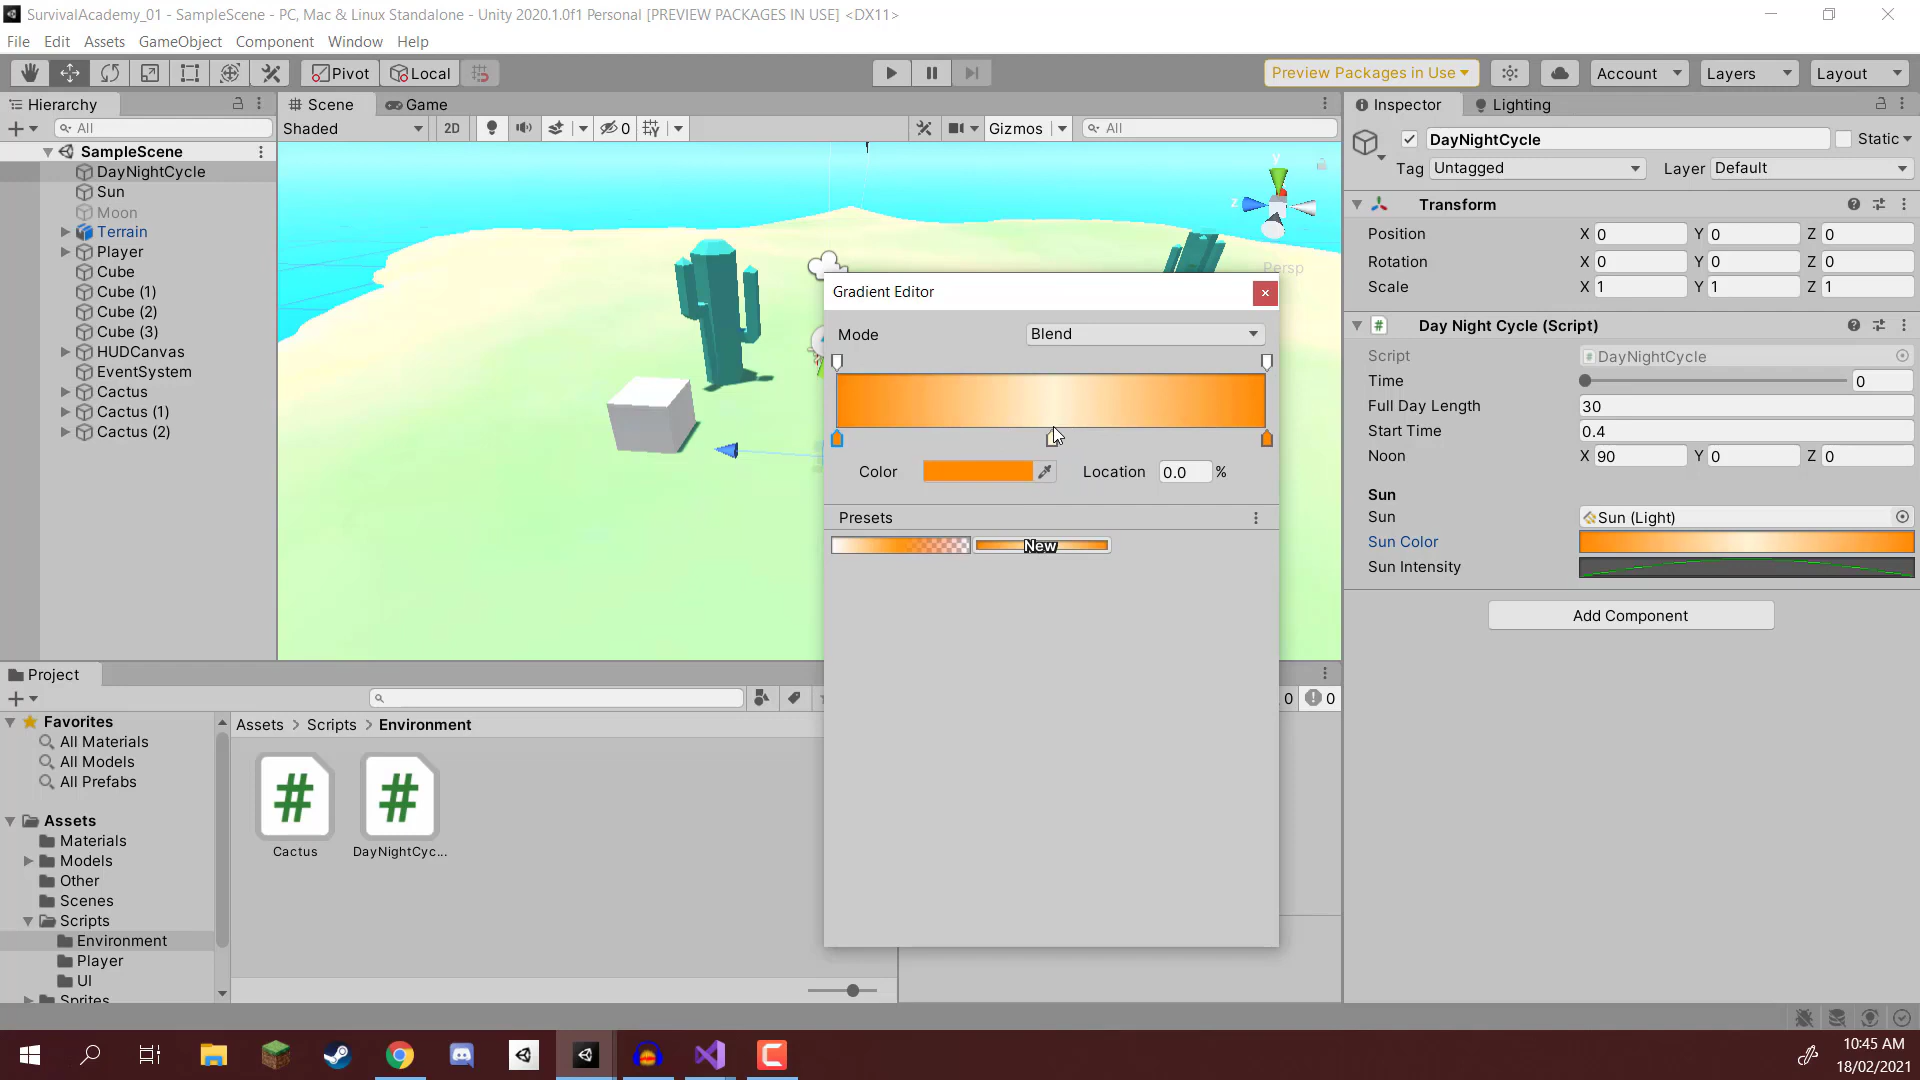 SurvivalAcademy_01 - SampleScene - PC, Mac & Linux Standalone - Unity 2020.1.0f1 Personal [PREVIEW PACKAGES IN USE] <DX11>
File Edit Assets GameObject Component Window Help
Pivot Local Preview Packages in Use Account Layers Layout
Hierarchy
All
SampleScene
DayNightCycle
Sun
Moon
Terrain
Player
Cube
Cube (1)
Cube (2)
Cube (3)
HUDCanvas
EventSystem
Cactus
Cactus (1)
Cactus (2)
Scene Game
Shaded 2D 0 Gizmos All
y
z
Persp
Gradient Editor
Mode Blend
Color Location 0.0 %
Presets
New
Inspector Lighting
DayNightCycle Static
Tag Untagged Layer Default
Transform
Position X 0 Y 0 Z 0
Rotation X 0 Y 0 Z 0
Scale X 1 Y 1 Z 1
# Day Night Cycle (Script)
Script # DayNightCycle
Time 0
Full Day Length 30
Start Time 0.4
Noon X 90 Y 0 Z 0
Sun
Sun Sun (Light)
Sun Color
Sun Intensity
Add Component
Project
0 0
Favorites
All Materials
All Models
All Prefabs
Assets
Materials
Models
Other
Scenes
Scripts
Environment
Player
UI
Sprites
Assets > Scripts > Environment
# #
Cactus DayNightCyc...
10:45 AM
18/02/2021